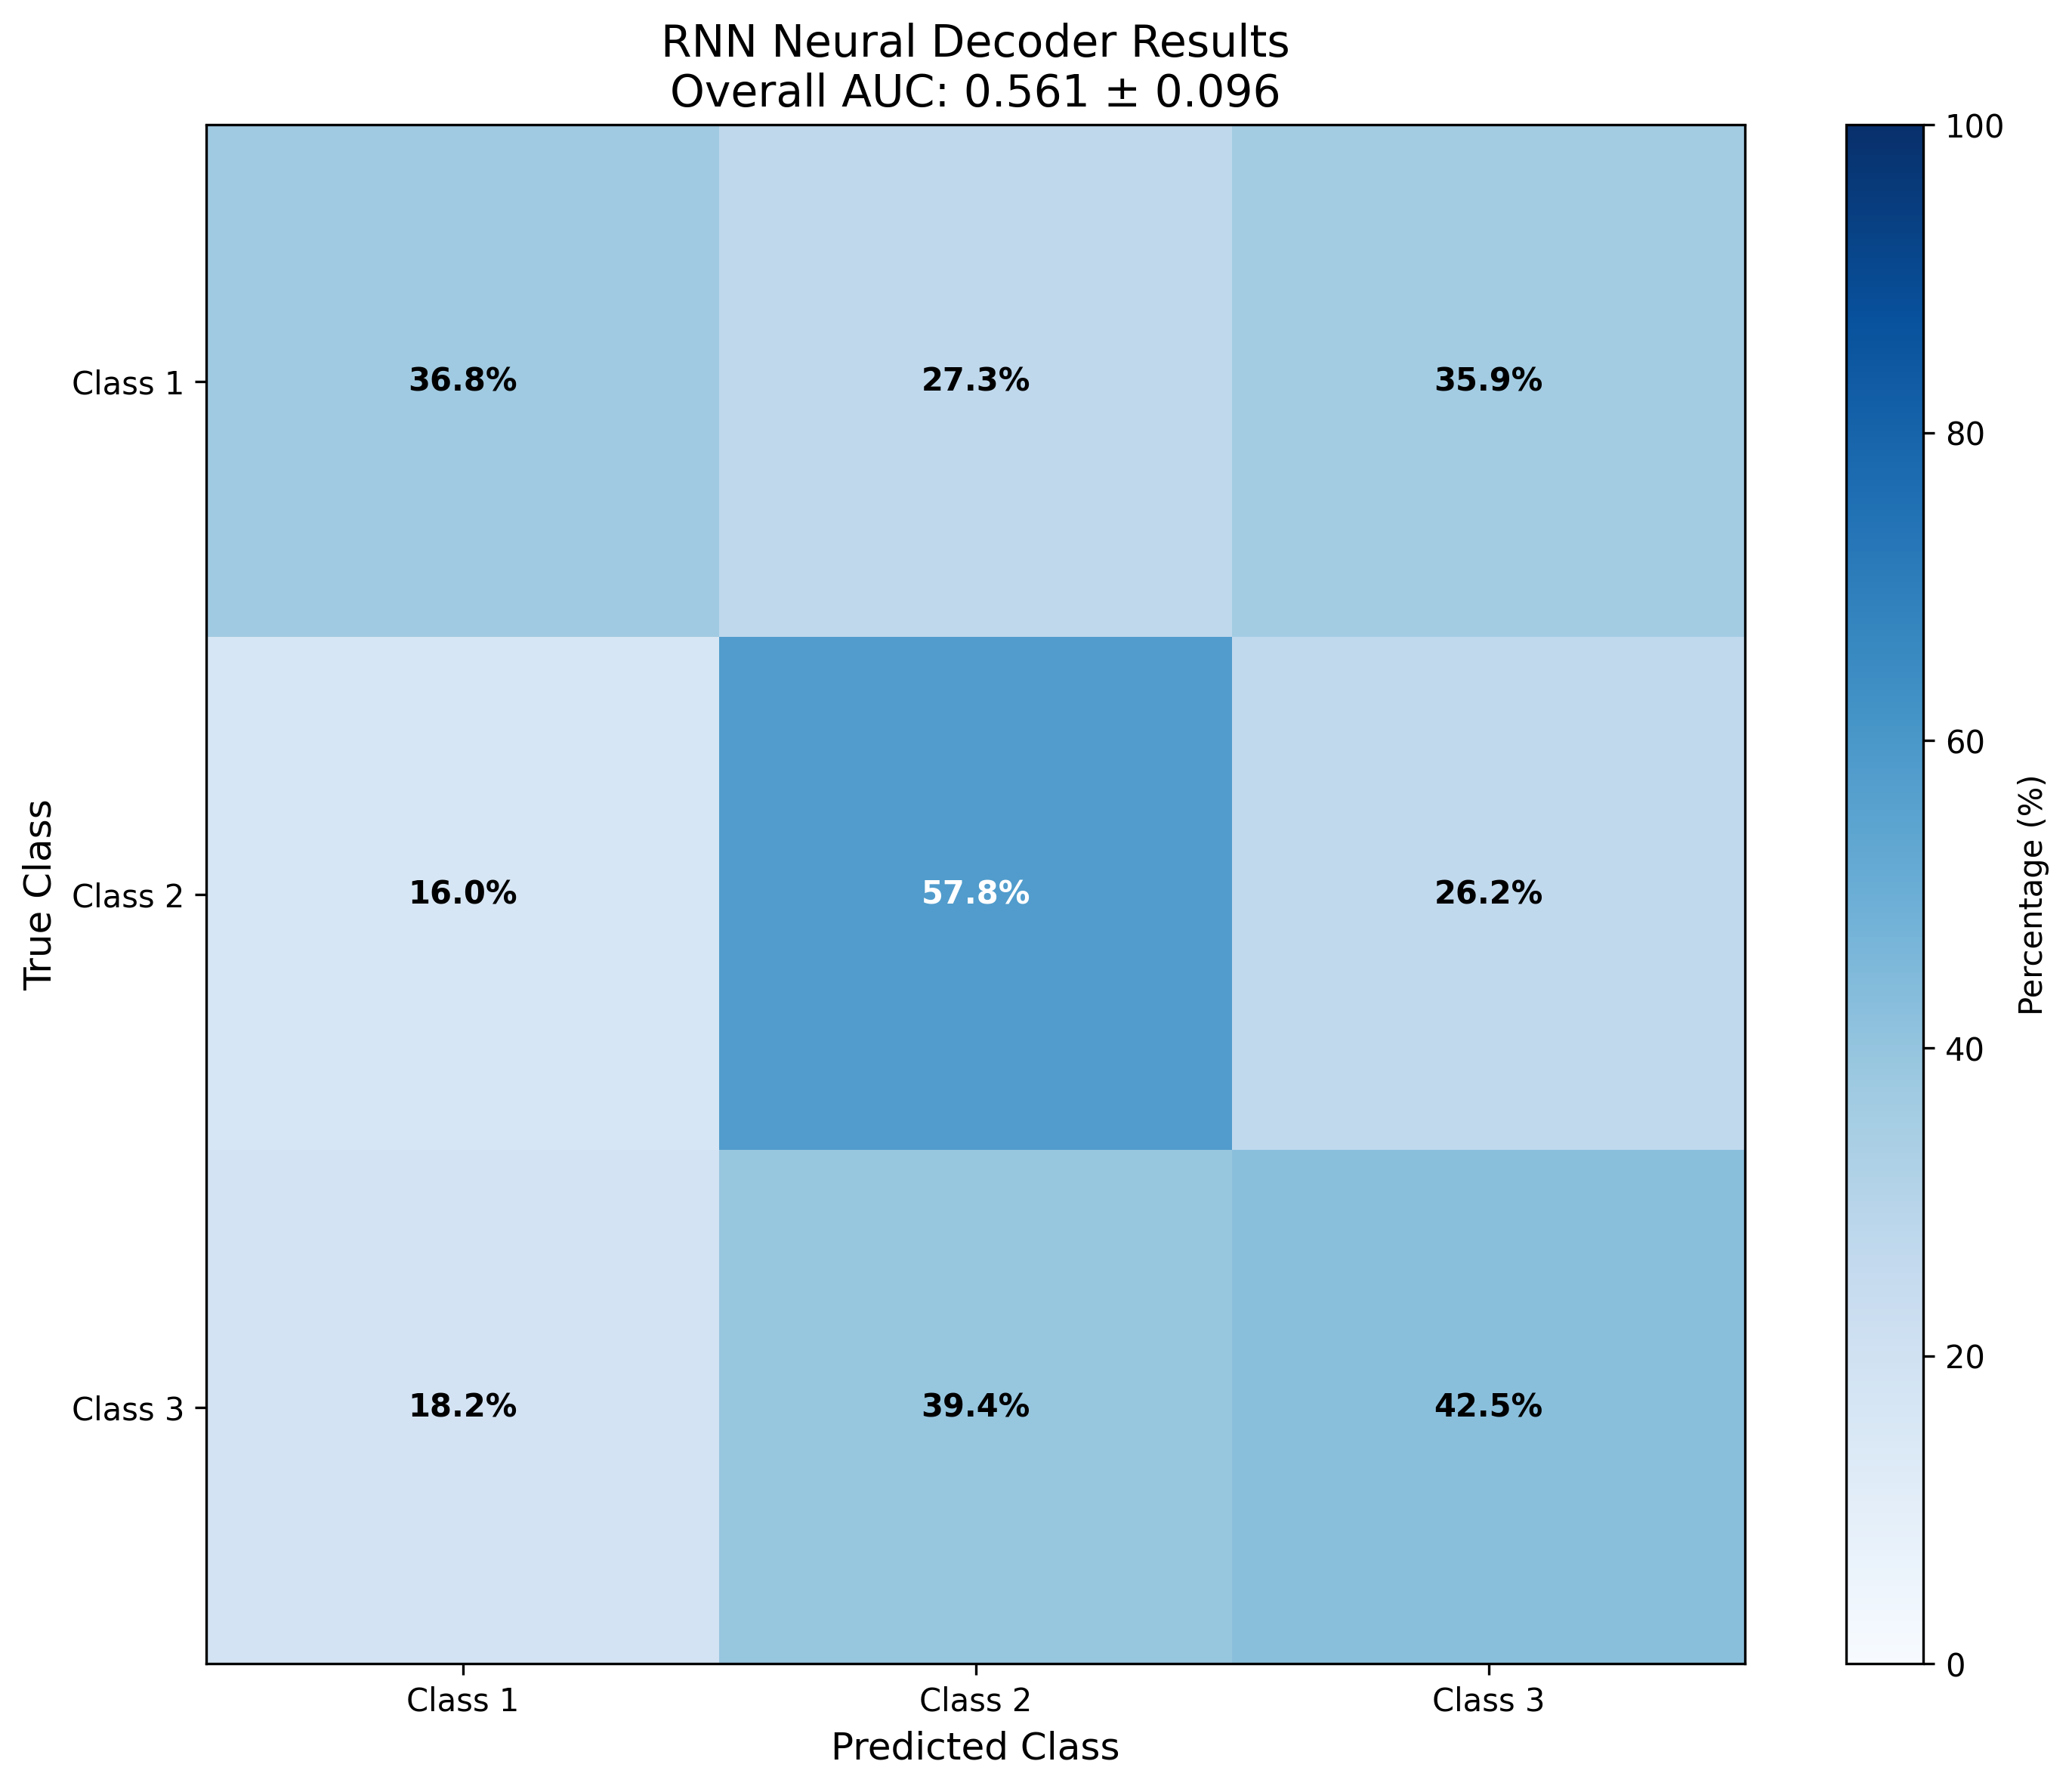 RNN Neural Decoder Results
Overall AUC: 0.561 ± 0.096
100
80
60
40
20
0
Percentage (%)
True Class
Class 1
36.8%
27.3%
35.9%
Class 2
16.0%
57.8%
26.2%
Class 3
18.2%
39.4%
42.5%
Class 1
Class 2
Class 3
Predicted Class